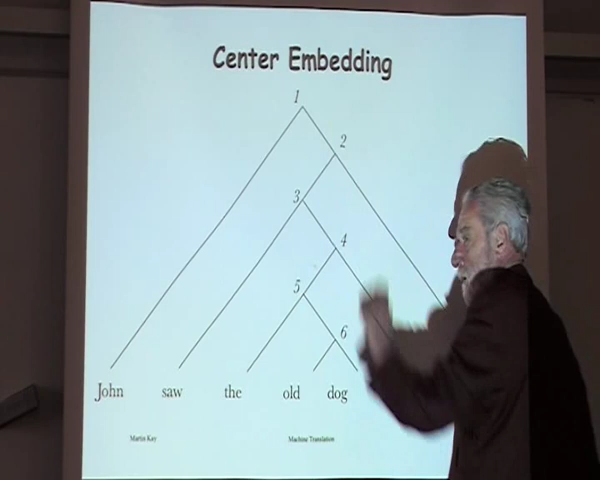 Center Embedding
1
2
3
4
5
6
John saw the old dog
Martin Kay Machine Translation